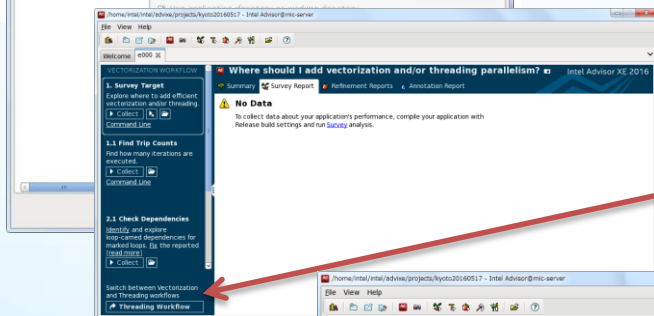 /home/intel/intel/advixe/projects/kyoto20160517 - Intel Advisor@mic-server
File View Help
Welcome e000
VECTORIZATION WORKFLOW
Where should I add vectorization and/or threading parallelism?
Intel Advisor XE 2016
Summary Survey Report Refinement Reports Annotation Report
1. Survey Target
Explore where to add efficient
vectorization and/or threading.
Collect
Command Line
No Data
To collect data about your application's performance, compile your application with
Release build settings and run Survey analysis.
1.1 Find Trip Counts
Find how many iterations are
executed.
Collect
Command Line
2.1 Check Dependencies
Identify and explore
loop-carried dependencies for
marked loops. Fix the reported
(read more)
Collect
Switch between Vectorization
and Threading workflows
Threading Workflow
/home/intel/intel/advixe/projects/kyoto20160517 - Intel Advisor@mic-server
File View Help